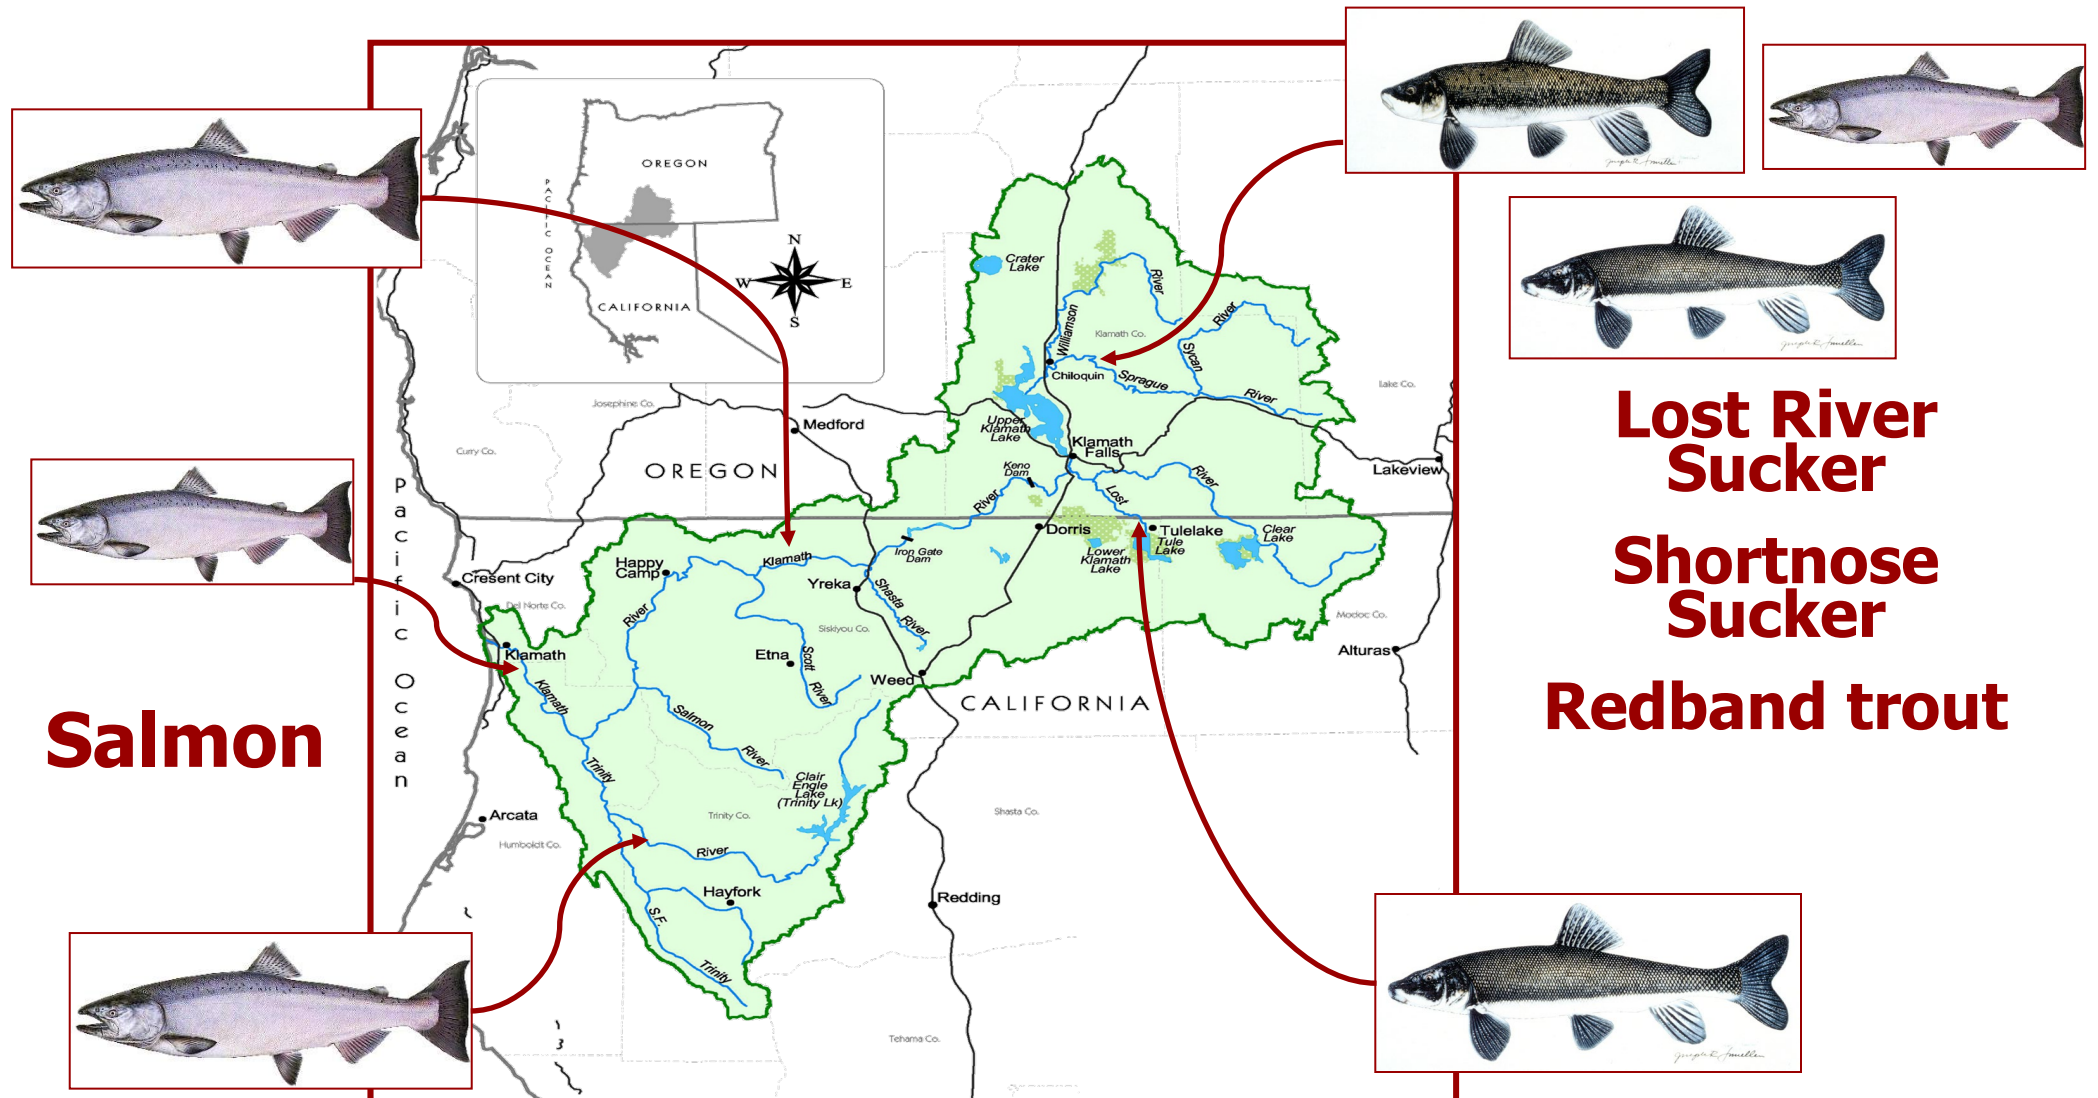 OREGON
PACIFIC OCEAN
CALIFORNIA
N
W
E
S
Crater
Lake
River
Williamson
Klamath Co.
River
Sycan
Chiloquin
Sprague
River
Lake Co.
Josephine Co.
Medford
Upper
Klamath
Lake
Klamath
Falls
Curry Co.
OREGON
Keno
Dam
Lakeview
River
Lost
River
Pacific Ocean
Dorris
Tulelake
Tule
Lake
Clear
Lake
Lower
Klamath
Lake
Iron Gate
Dam
Klamath
Happy
Camp
Yreka
Shasta
River
Cresent City
Del Norte Co.
River
Siskiyou Co.
Modoc Co.
Klamath
Etna
Scott
River
Weed
Alturas
Klamath
Salmon
River
CALIFORNIA
Trinity
Clair
Engle
Lake
(Trinity Lk)
Trinity Co.
Shasta Co.
Arcata
Humboldt Co.
River
Hayfork
Redding
S.F.
Trinity
Tehama Co.
Salmon
Lost River
Sucker
Shortnose
Sucker
Redband trout